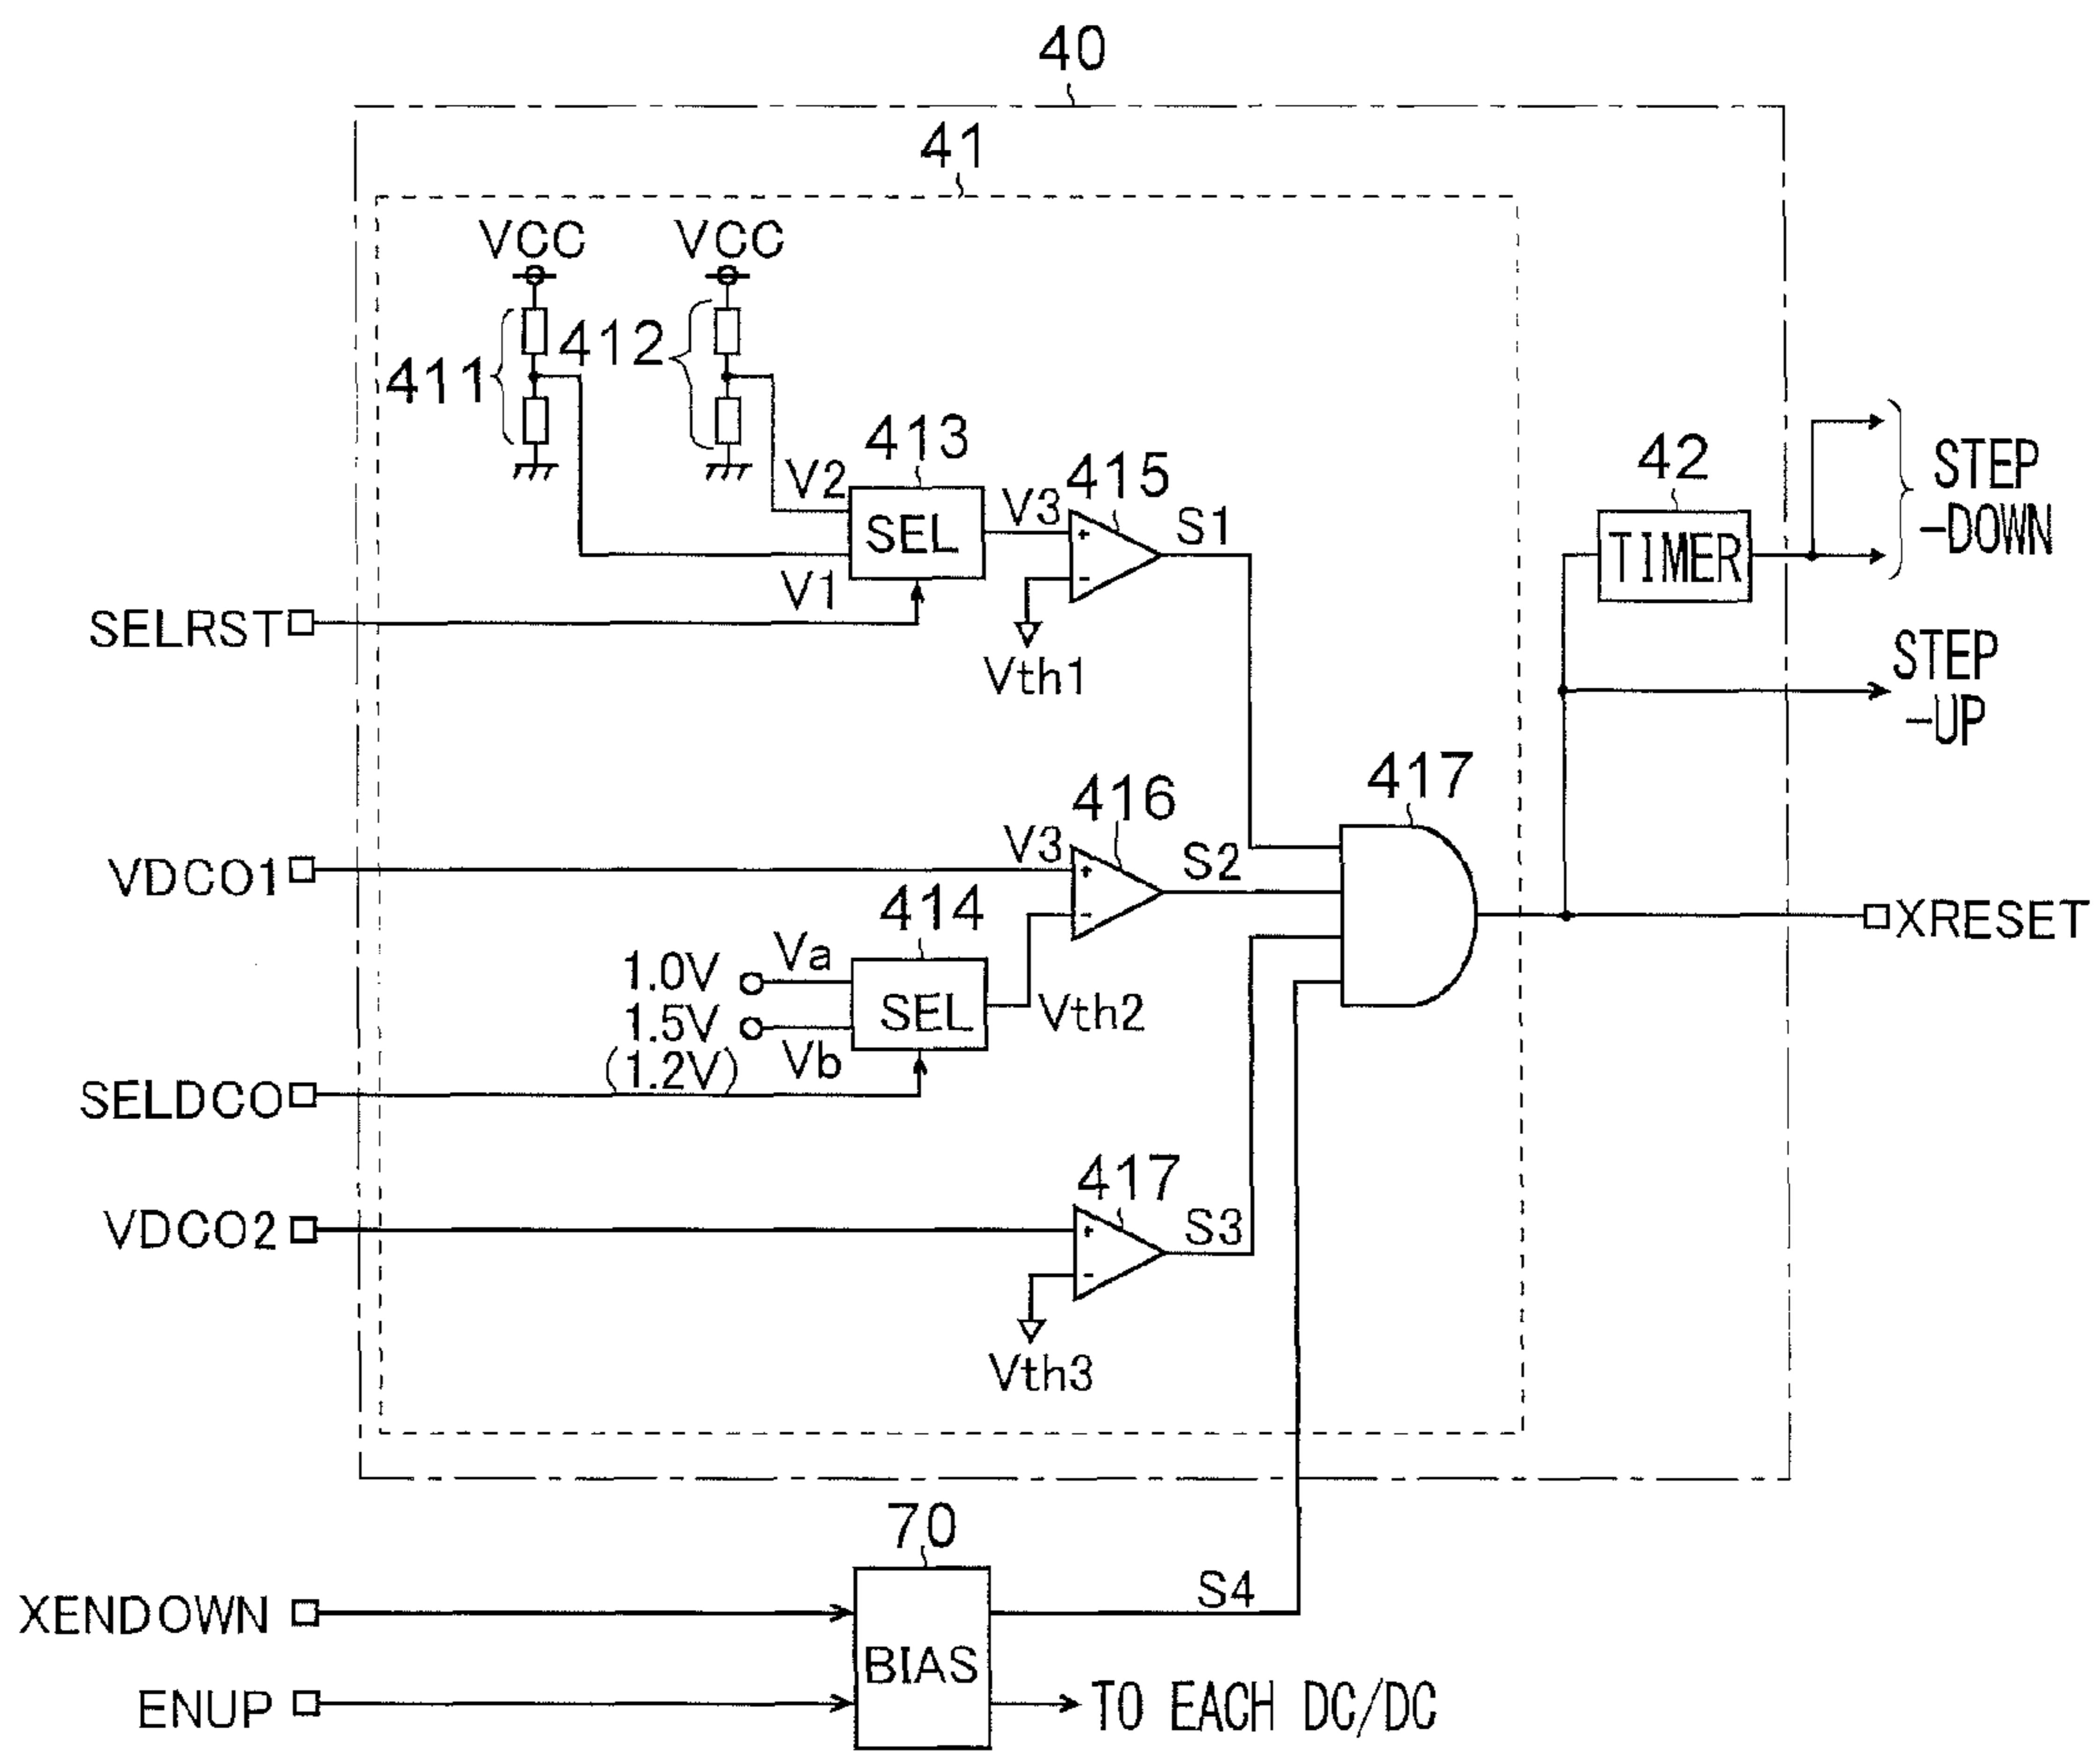 40
41
VCC
VCC
411
412
413
V2
SEL
V1
V3
415
S1
Vth1
SELRST
42
TIMER
STEP
-DOWN
STEP
-UP
417
XRESET
VDCO1
V3
416
S2
414
1.0V
Va
1.5V
(1.2V)
Vb
SEL
Vth2
SELDCO
417
VDCO2
S3
Vth3
70
XENDOWN
S4
BIAS
ENUP
TO EACH DC/DC